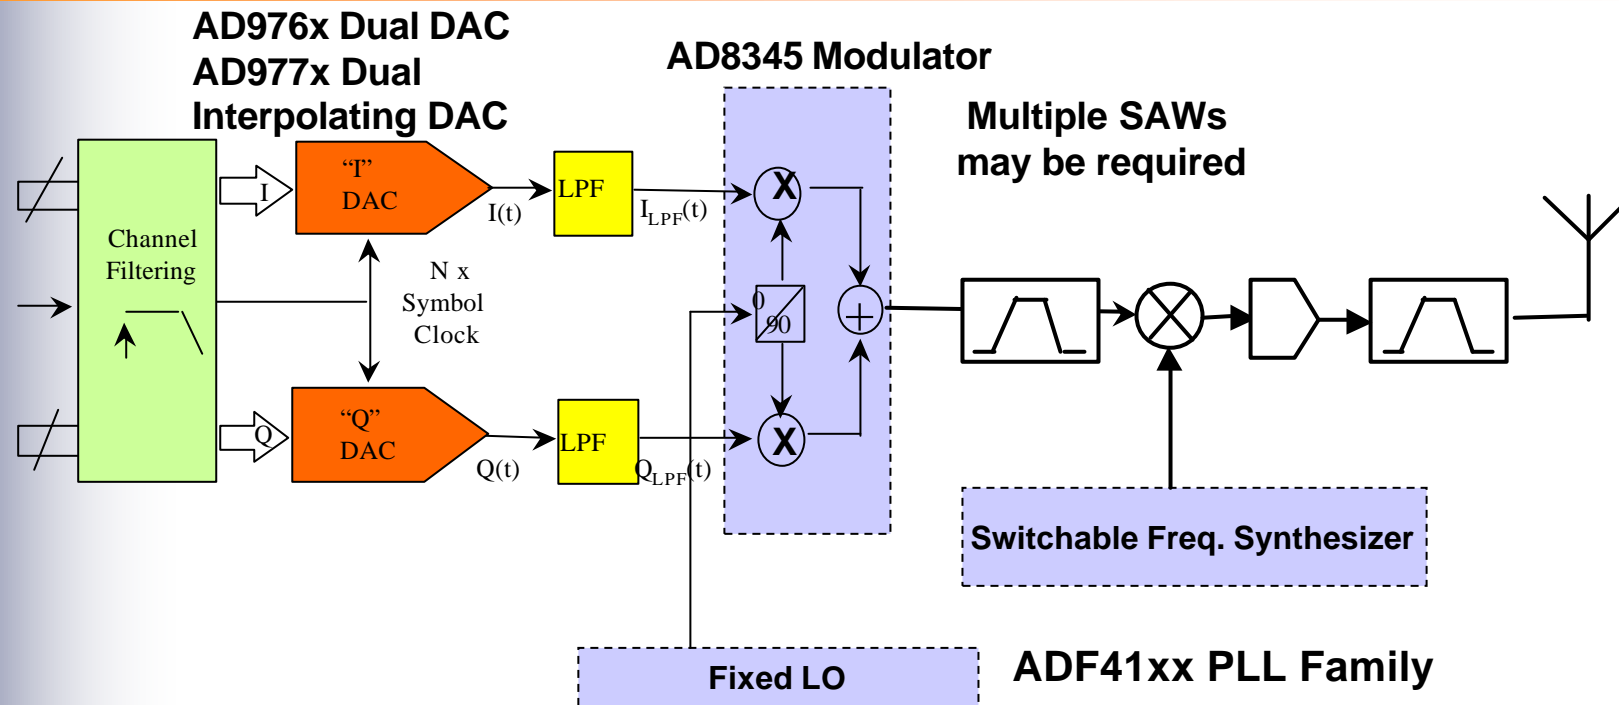 AD976x Dual DAC
AD977x Dual
Interpolating DAC
AD8345 Modulator
Multiple SAWs
may be required
Channel
Filtering
I
“I”
DAC
I(t)
LPF
ILPF(t)
X
N x
Symbol
Clock
0
90
+
Q
“Q”
DAC
Q(t)
LPF
QLPF(t)
X
Switchable Freq. Synthesizer
Fixed LO
ADF41xx PLL Family